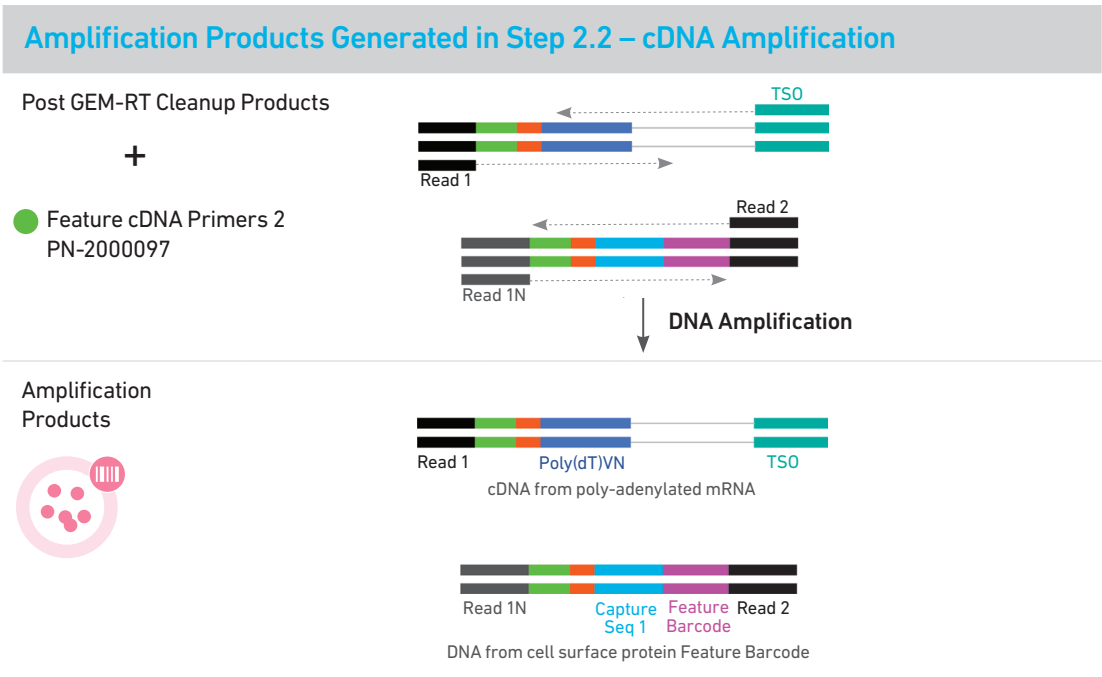 Amplification Products Generated in Step 2.2 – cDNA Amplification
Post GEM-RT Cleanup Products
+
Feature cDNA Primers 2
PN-2000097
TSO
Read 1
Read 2
Read 1N
DNA Amplification
Amplification
Products
Read 1
Poly(dT)VN
TSO
cDNA from poly-adenylated mRNA
Read 1N
Capture
Seq 1
Feature
Barcode
Read 2
DNA from cell surface protein Feature Barcode